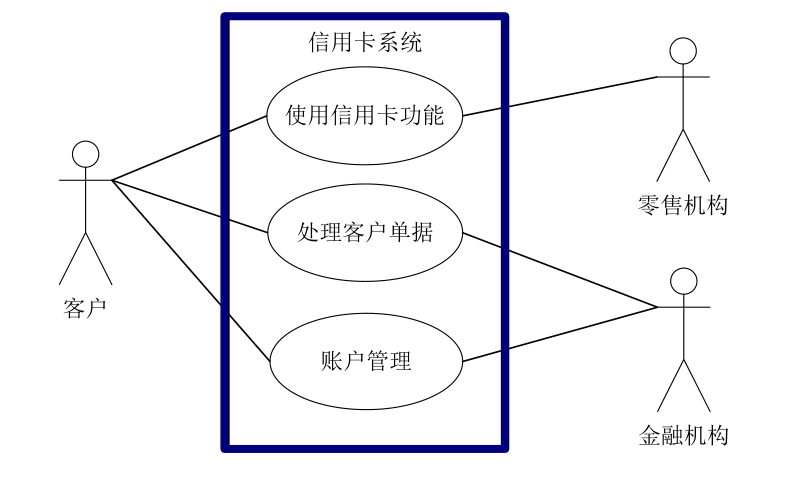 信用卡系统
使用信用卡功能
处理客户单据
账户管理
客户
零售机构
金融机构